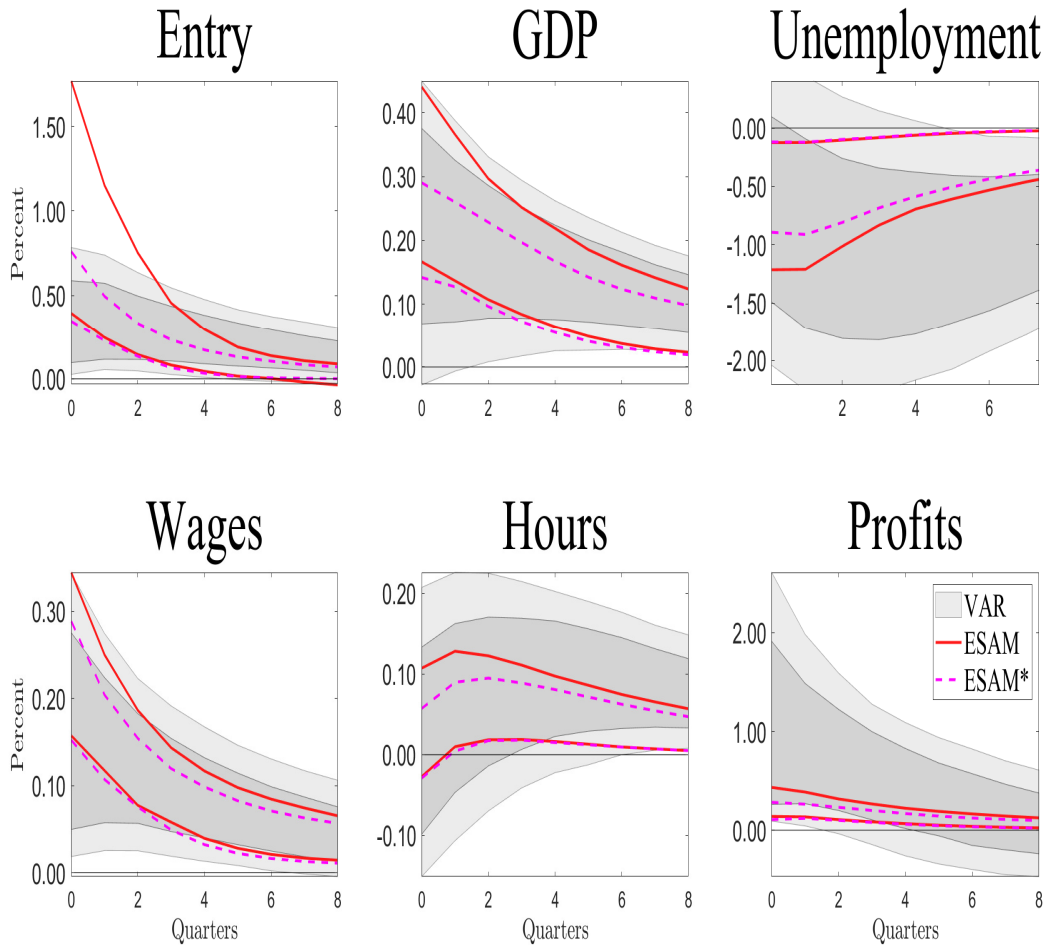 Entry
GDP
Unemployment
Percent
1.50
1.00
0.50
0.00
0 2 4 6 8
0.40
0.30
0.20
0.10
0.00
0 2 4 6 8
0.00
-0.50
-1.00
-1.50
-2.00
2 4 6
Wages
Hours
Profits
Percent
0.30
0.20
0.10
0.00
0 2 4 6 8
Quarters
0.20
0.10
0.00
-0.10
0 2 4 6 8
Quarters
2.00
1.00
0.00
0 2 4 6 8
VAR
ESAM
ESAM*